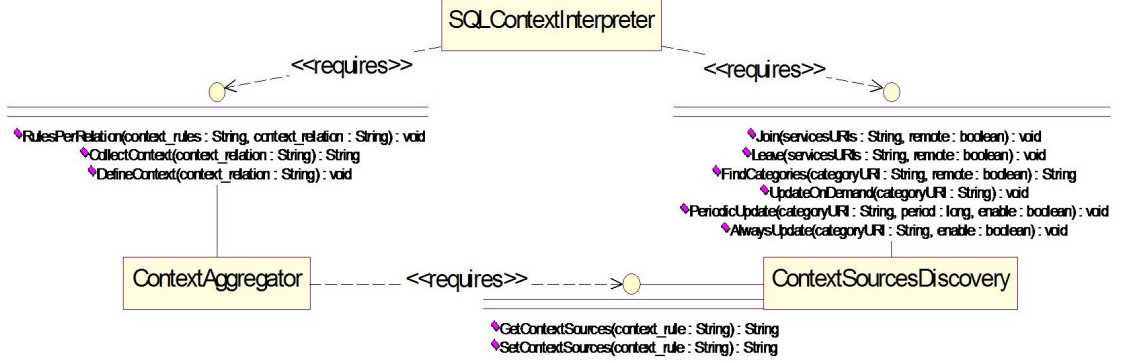 SQLContextInterpreter
<<requires>>
<<requires>>
RulesPerRelation(context_rules : String, context_relation : String) : void
CollectContext(context_relation : String) : String
DefineContext(context_relation : String) : void
Join(servicesURIs : String, remote : boolean) : void
Leave(servicesURIs : String, remote : boolean) : void
FindCategories(categoryURI : String, remote : boolean) : String
UpdateOnDemand(categoryURI : String) : void
PeriodicUpdate(categoryURI : String, period : long, enable : boolean) : void
AlwaysUpdate(categoryURI : String, enable : boolean) : void
ContextAggregator
<<requires>>
ContextSourcesDiscovery
GetContextSources(context_rule : String) : String
SetContextSources(context_rule : String) : String